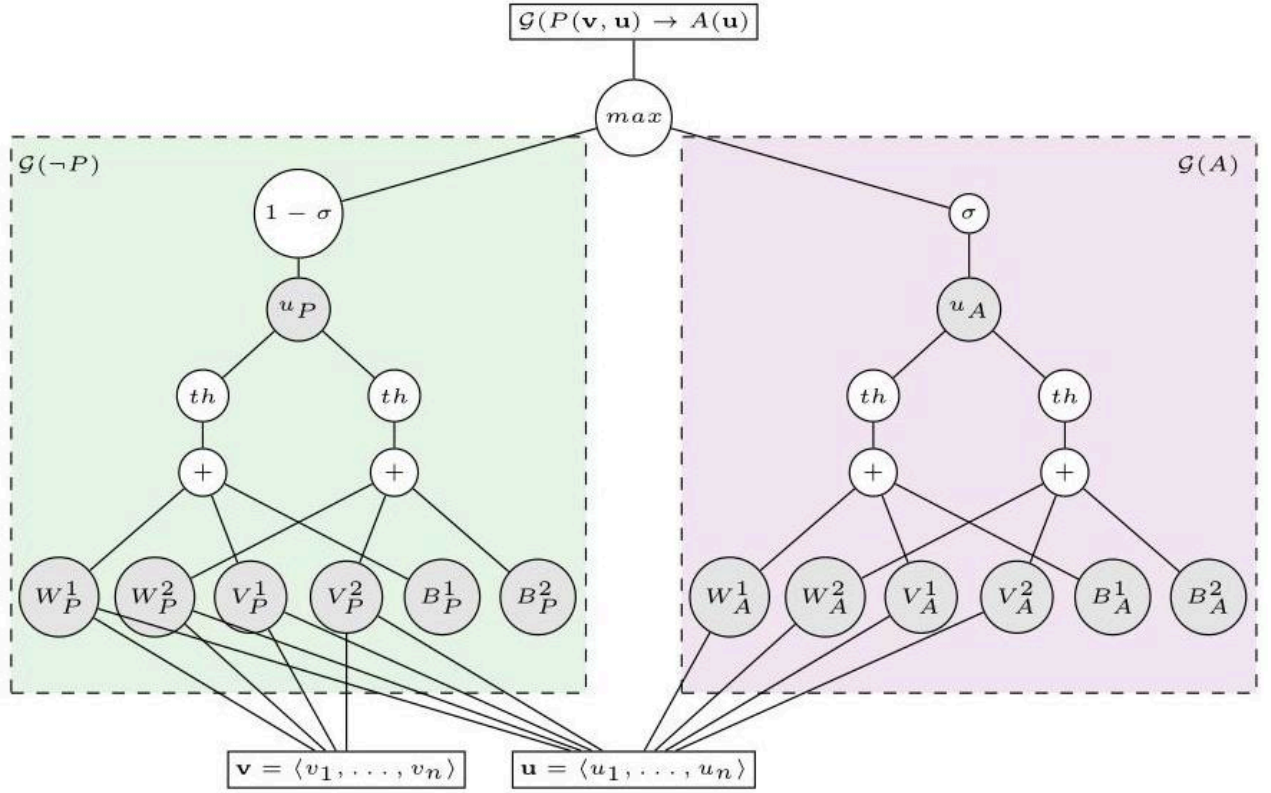 𝒢(P(𝐯, 𝐮) → A(𝐮)
max
𝒢(¬P)
𝒢(A)
1 − σ
σ
u_P
u_A
th
th
th
th
+
+
+
+
W_P^1
W_P^2
V_P^1
V_P^2
B_P^1
B_P^2
W_A^1
W_A^2
V_A^1
V_A^2
B_A^1
B_A^2
𝐯 = ⟨v_1, . . . , v_n⟩
𝐮 = ⟨u_1, . . . , u_n⟩